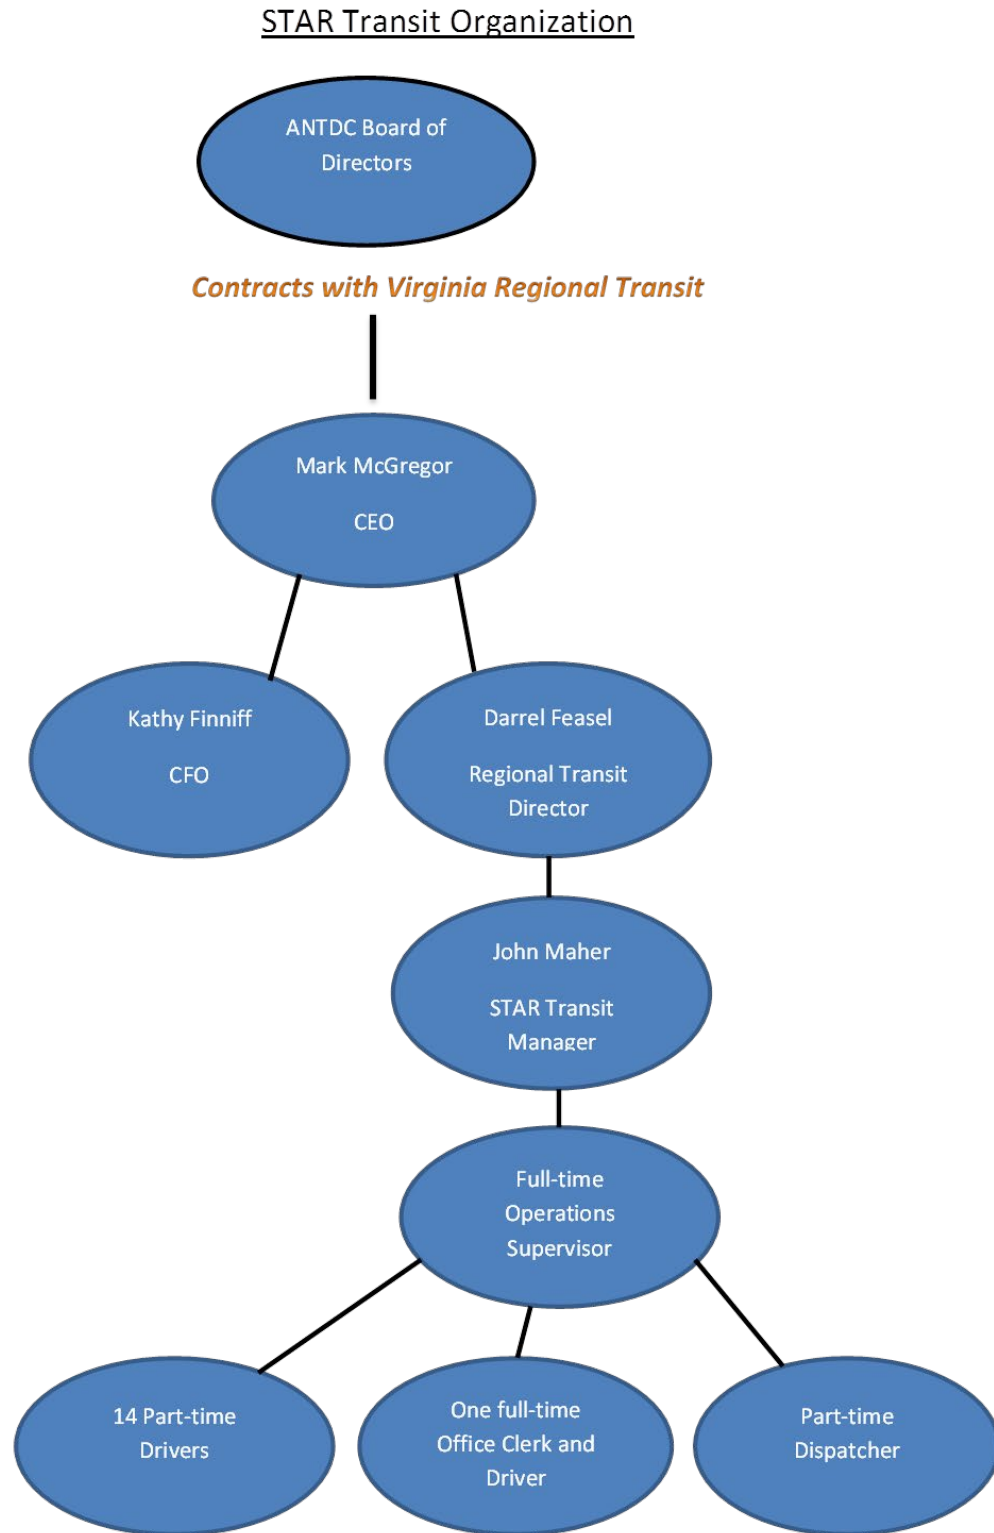 STAR Transit Organization
ANTDC Board of
Directors
Contracts with Virginia Regional Transit
Mark McGregor
CEO
Kathy Finniff
CFO
Darrel Feasel
Regional Transit
Director
John Maher
STAR Transit
Manager
Full-time
Operations
Supervisor
14 Part-time
Drivers
One full-time
Office Clerk and
Driver
Part-time
Dispatcher